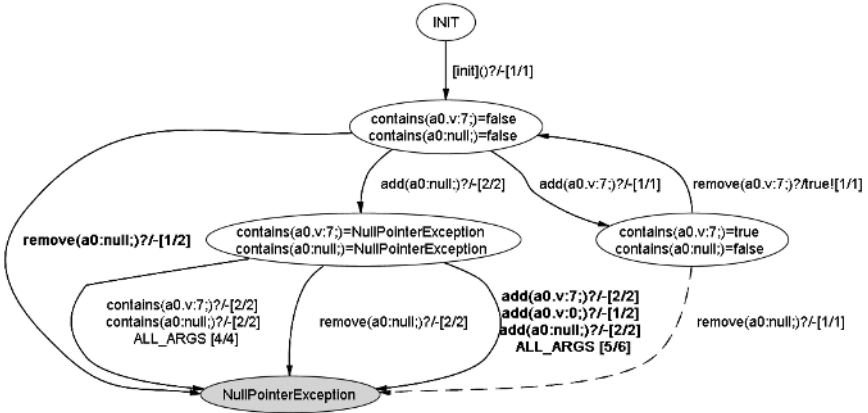 INIT
[init]()?/-[1/1]
contains(a0.v:7;)=false
contains(a0:null;)=false
add(a0:null;)?/-[2/2]
add(a0.v:7;)?/-[1/1]
remove(a0.v:7;)?/true![1/1]
remove(a0:null;)?/-[1/2]
contains(a0.v:7;)=NullPointerException
contains(a0:null;)=NullPointerException
contains(a0.v:7;)=true
contains(a0:null;)=false
contains(a0.v:7;)?/-[2/2]
contains(a0:null;)?/-[2/2]
ALL_ARGS [4/4]
remove(a0:null;)?/-[2/2]
add(a0.v:7;)?/-[2/2]
add(a0.v:0;)?/-[1/2]
add(a0:null;)?/-[2/2]
ALL_ARGS [5/6]
remove(a0:null;)?/-[1/1]
NullPointerException